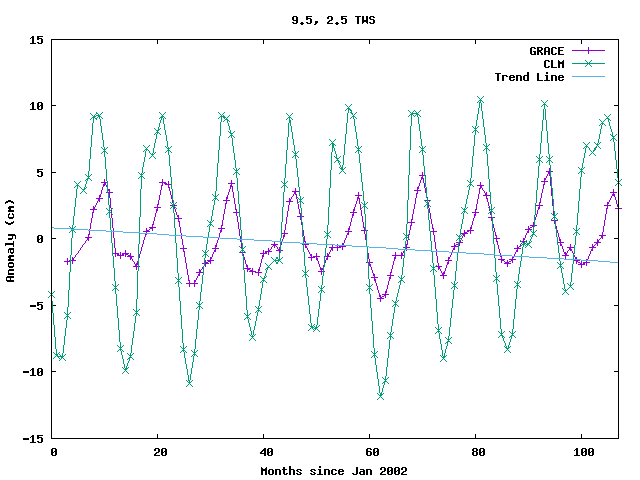 9.5, 2.5 TWS
GRACE
CLM
Trend Line
15
10
5
0
-5
-10
-15
Anomaly (cm)
0 20 40 60 80 100
Months since Jan 2002